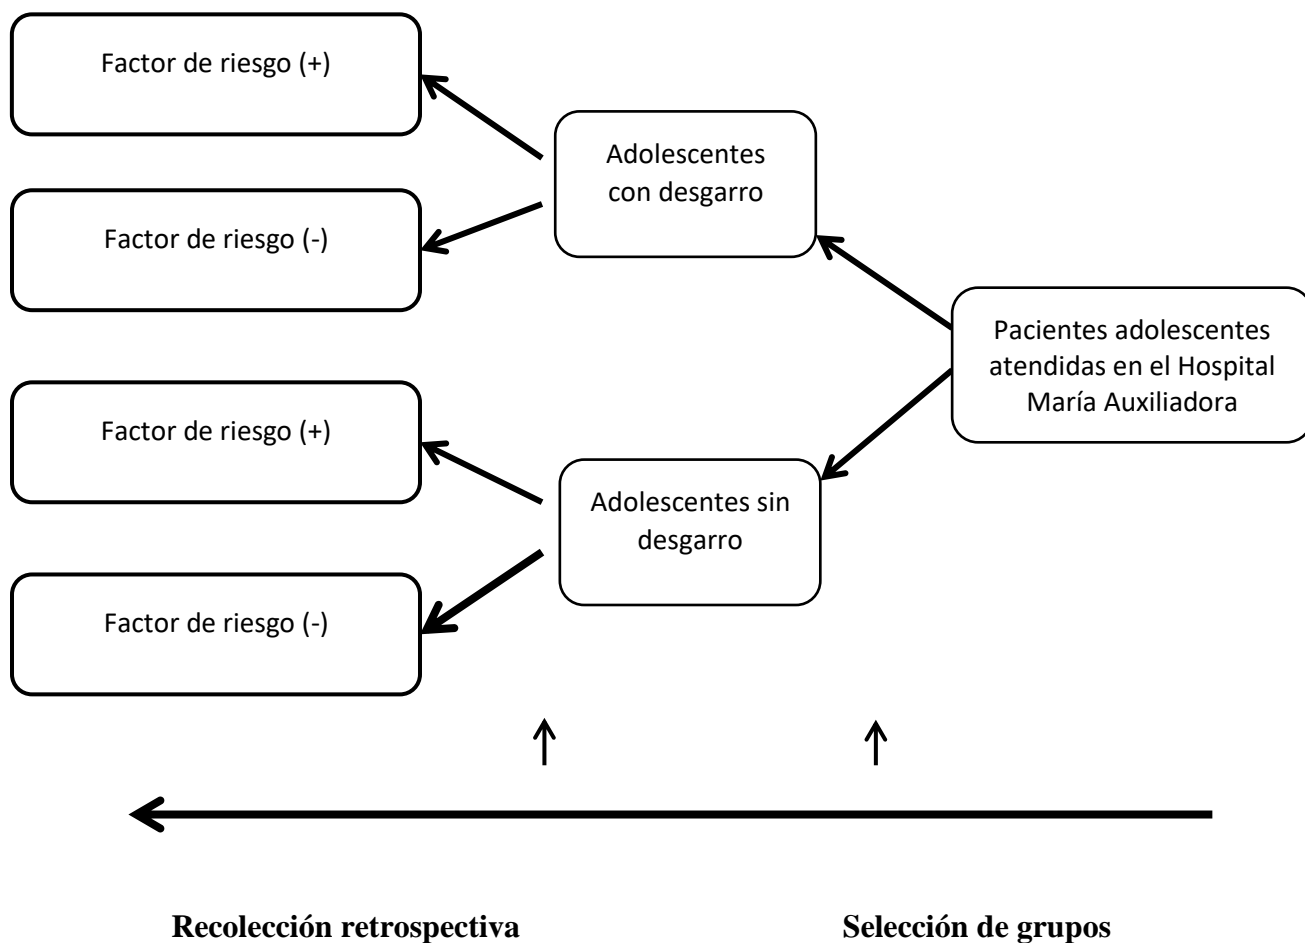 Factor de riesgo (+)
Factor de riesgo (-)
Factor de riesgo (+)
Factor de riesgo (-)
Adolescentes
con desgarro
Adolescentes sin
desgarro
Pacientes adolescentes
atendidas en el Hospital
María Auxiliadora
Recolección retrospectiva
Selección de grupos